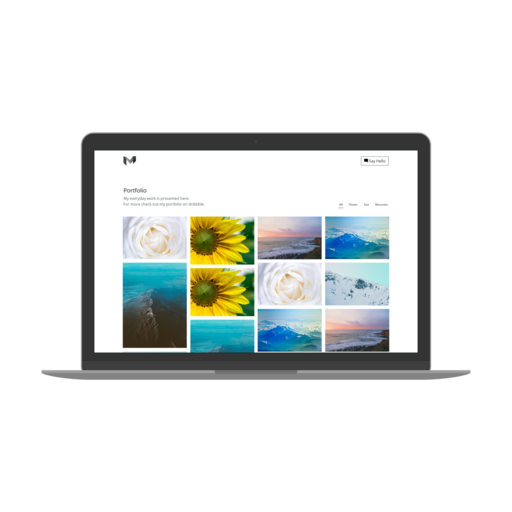 M
Say Hello
Portfolio
My everyday work is presented here.
For more check out my portfolio on dribbble.
All Flower Sea Mountain